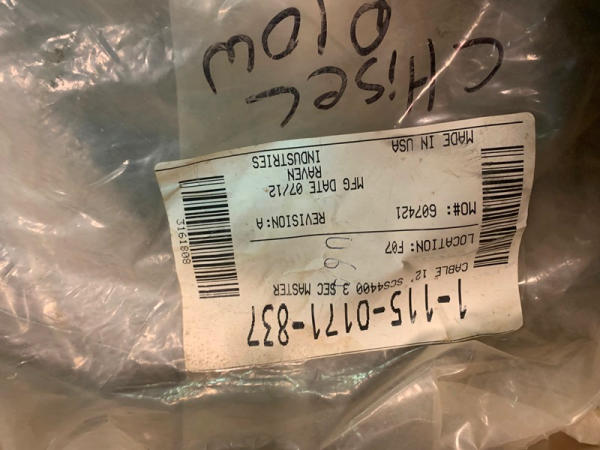 CHISEL
PLOW
1-115-0171-837
CABLE 12' SCS4400 3 SEC MASTER
LOCATION: F07
MO#: 607421
REVISION: A
MFG DATE 07/12
MADE IN USA
RAVEN
INDUSTRIES
3161808